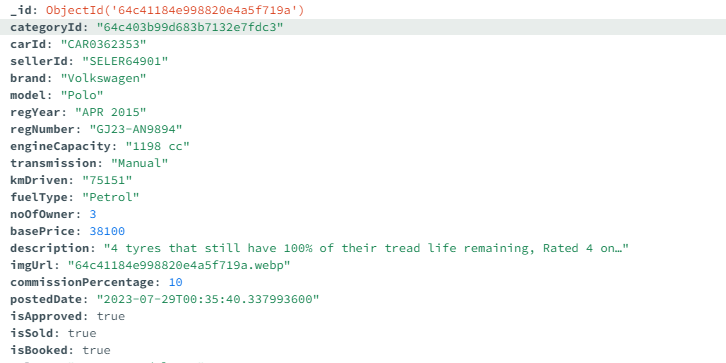 _id: ObjectId('64c41184e998820e4a5f719a')
categoryId: "64c403b99d683b7132e7fdc3"
carId: "CAR0362353"
sellerId: "SELER64901"
brand: "Volkswagen"
model: "Polo"
regYear: "APR 2015"
regNumber: "GJ23-AN9894"
engineCapacity: "1198 cc"
transmission: "Manual"
kmDriven: "75151"
fuelType: "Petrol"
noOfOwner: 3
basePrice: 38100
description: "4 tyres that still have 100% of their tread life remaining, Rated 4 on…"
imgUrl: "64c41184e998820e4a5f719a.webp"
commissionPercentage: 10
postedDate: "2023-07-29T00:35:40.337993600"
isApproved: true
isSold: true
isBooked: true